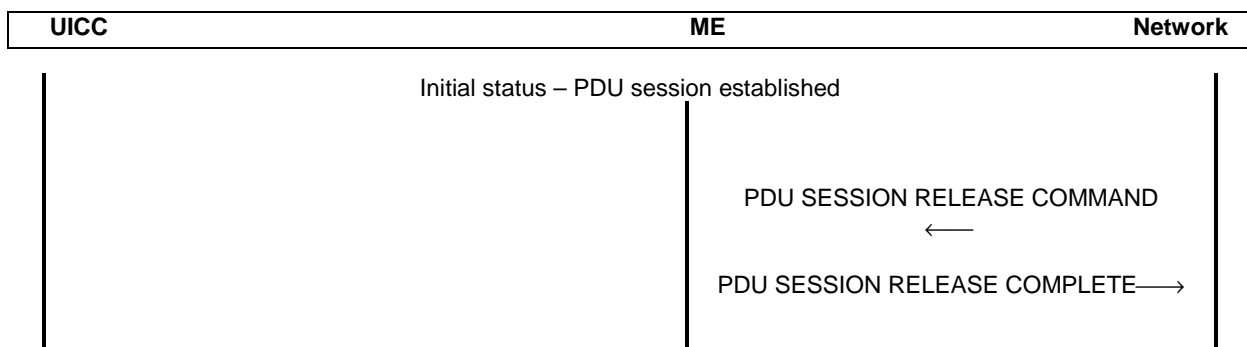 UICC ME Network
Initial status – PDU session established
PDU SESSION RELEASE COMMAND
←
PDU SESSION RELEASE COMPLETE→